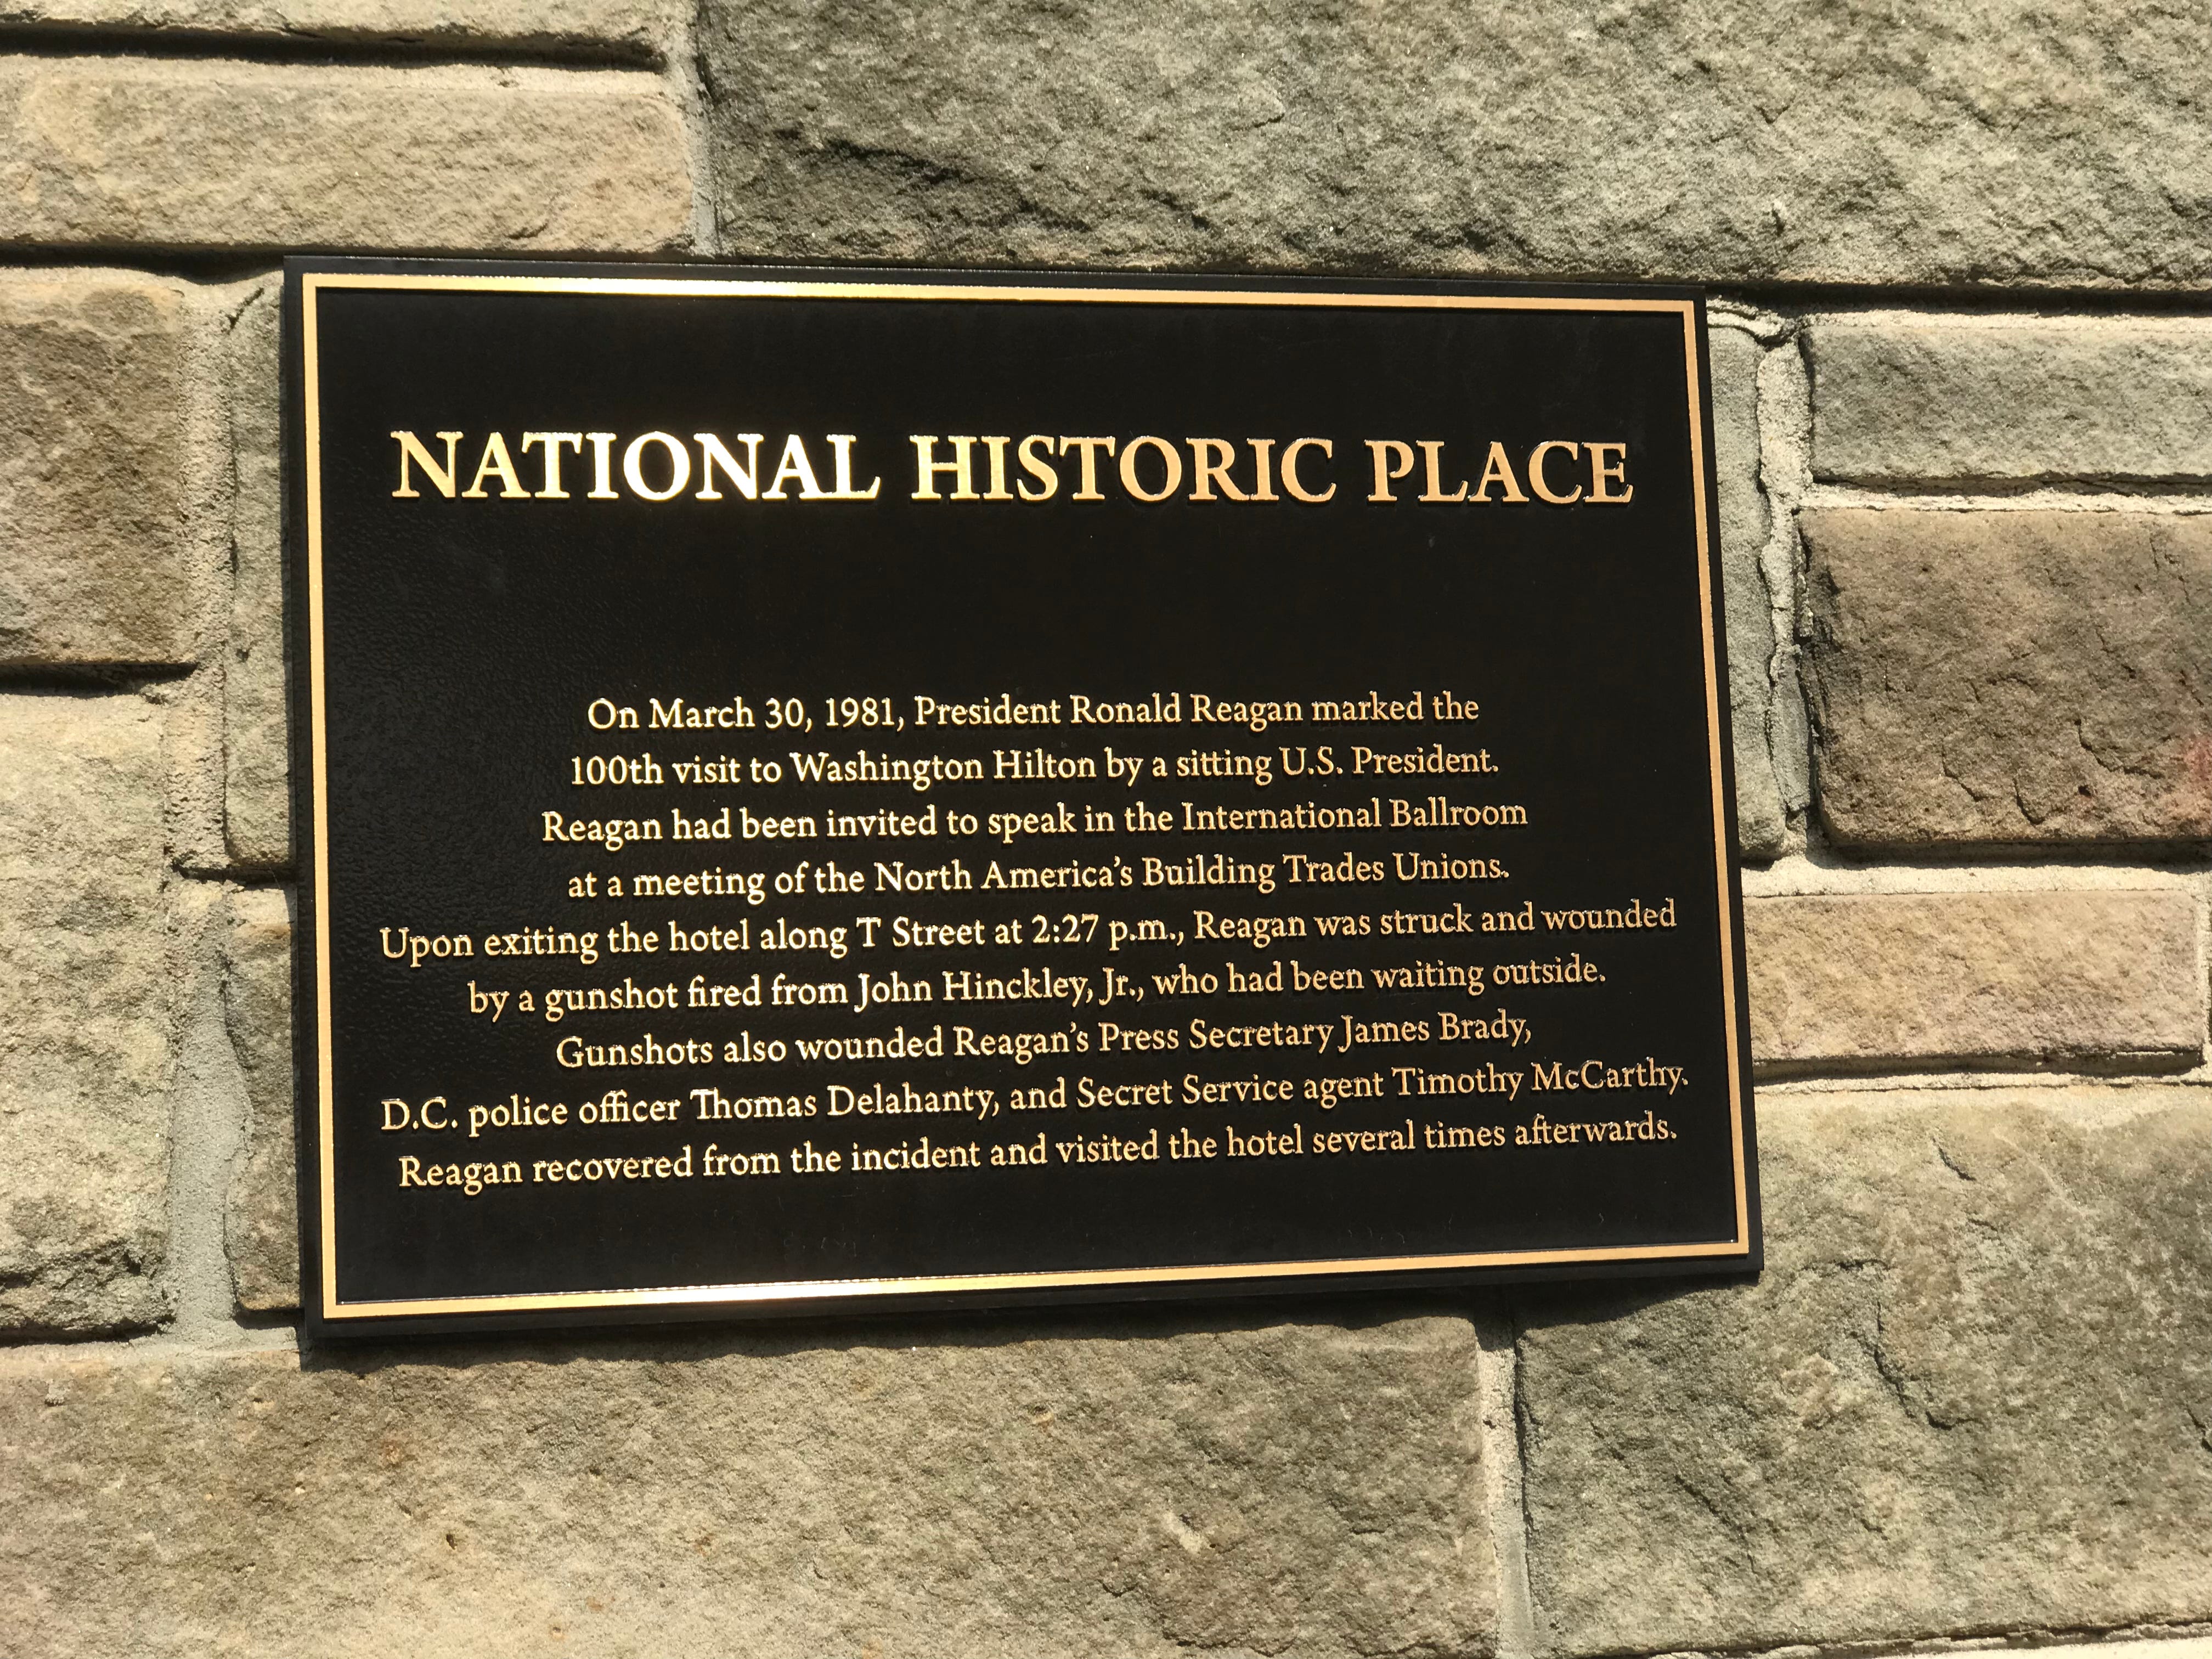 NATIONAL HISTORIC PLACE
On March 30, 1981, President Ronald Reagan marked the
100th visit to Washington Hilton by a sitting U.S. President.
Reagan had been invited to speak in the International Ballroom
at a meeting of the North America's Building Trades Unions.
Upon exiting the hotel along T Street at 2:27 p.m., Reagan was struck and wounded
by a gunshot fired from John Hinckley, Jr., who had been waiting outside.
Gunshots also wounded Reagan's Press Secretary James Brady,
D.C. police officer Thomas Delahanty, and Secret Service agent Timothy McCarthy.
Reagan recovered from the incident and visited the hotel several times afterwards.